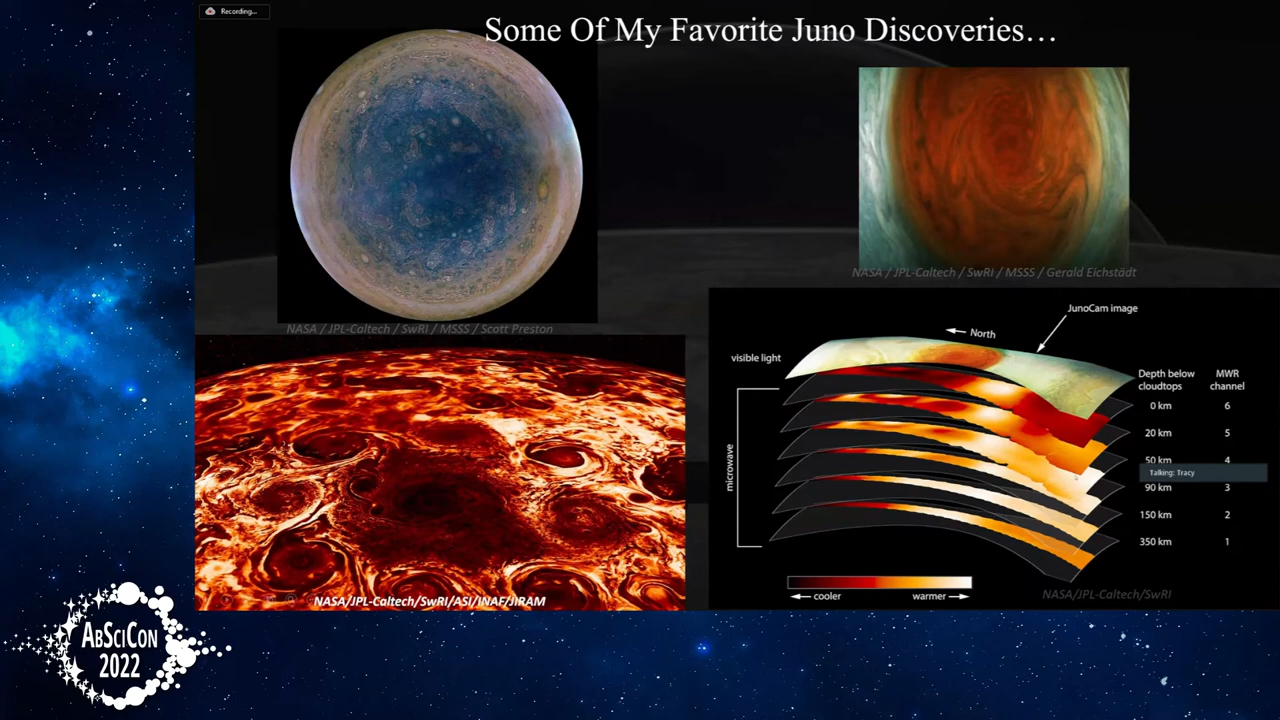 Recording...
Some Of My Favorite Juno Discoveries...
NASA / JPL-Caltech / SwRI / MSSS / Scott Preston
NASA / JPL-Caltech / SwRI / MSSS / Gerald Eichstädt
NASA/JPL-Caltech/SwRI/ASI/INAF/JIRAM
JunoCam image
North
visible light
microwave
Depth below
cloudtops
MWR
channel
0 km 6
20 km 5
50 km 4
Talking: Tracy
90 km 3
150 km 2
350 km 1
cooler warmer
NASA/JPL-Caltech/SwRI
ABSCICON
2022